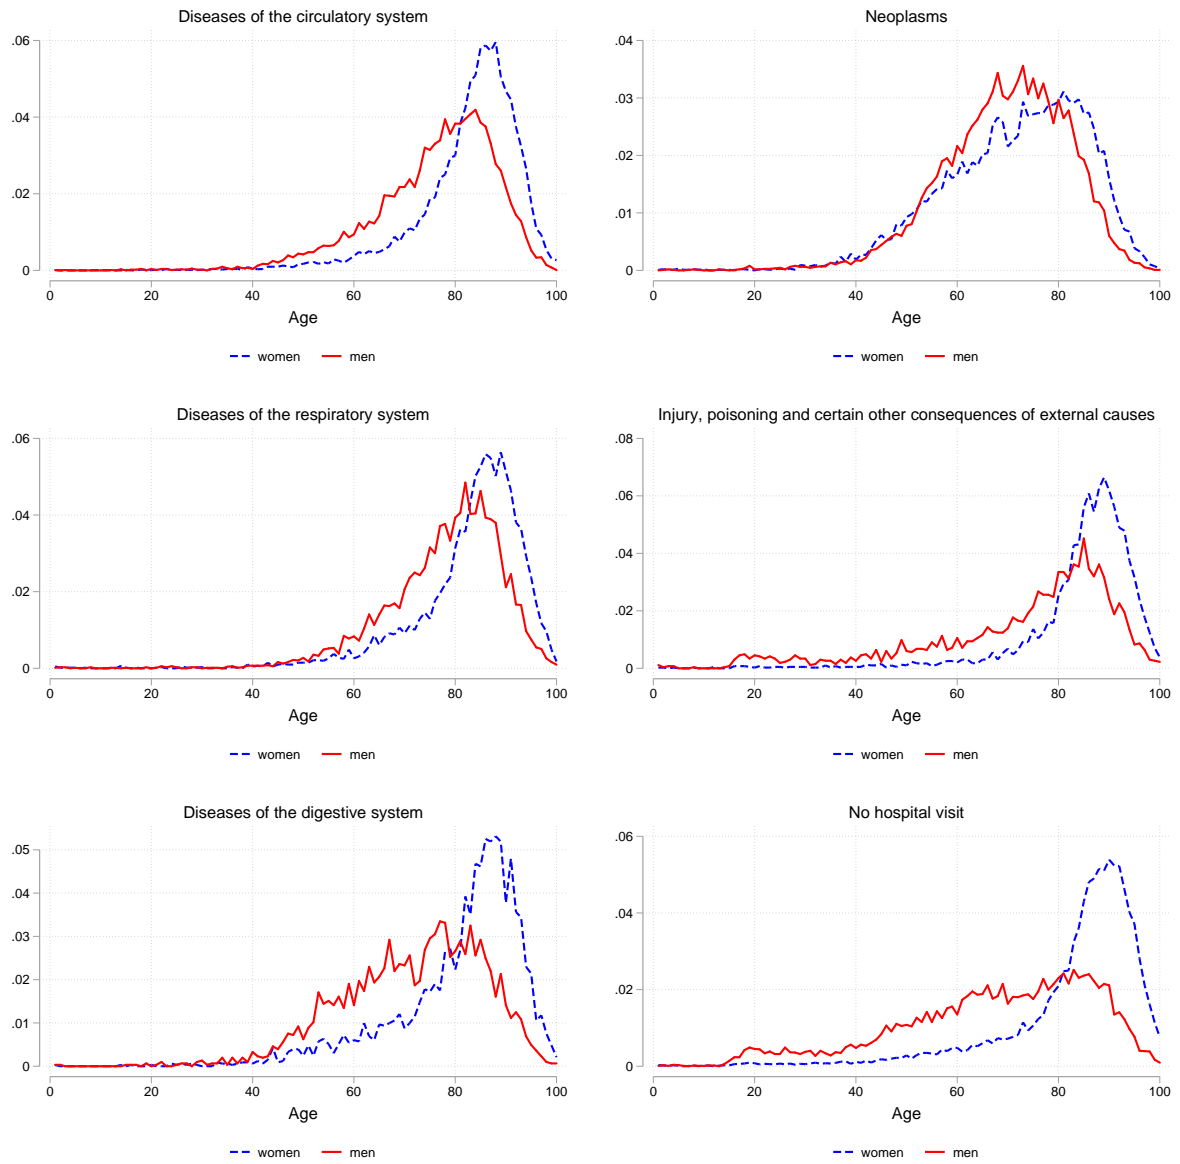 Diseases of the circulatory system
.06
.04
.02
0
0 20 40 60 80 100
Age
women men
Neoplasms
.04
.03
.02
.01
0
0 20 40 60 80 100
Age
women men
Diseases of the respiratory system
.06
.04
.02
0
0 20 40 60 80 100
Age
women men
Injury, poisoning and certain other consequences of external causes
.08
.06
.04
.02
0
0 20 40 60 80 100
Age
women men
Diseases of the digestive system
.05
.04
.03
.02
.01
0
0 20 40 60 80 100
Age
women men
No hospital visit
.06
.04
.02
0
0 20 40 60 80 100
Age
women men